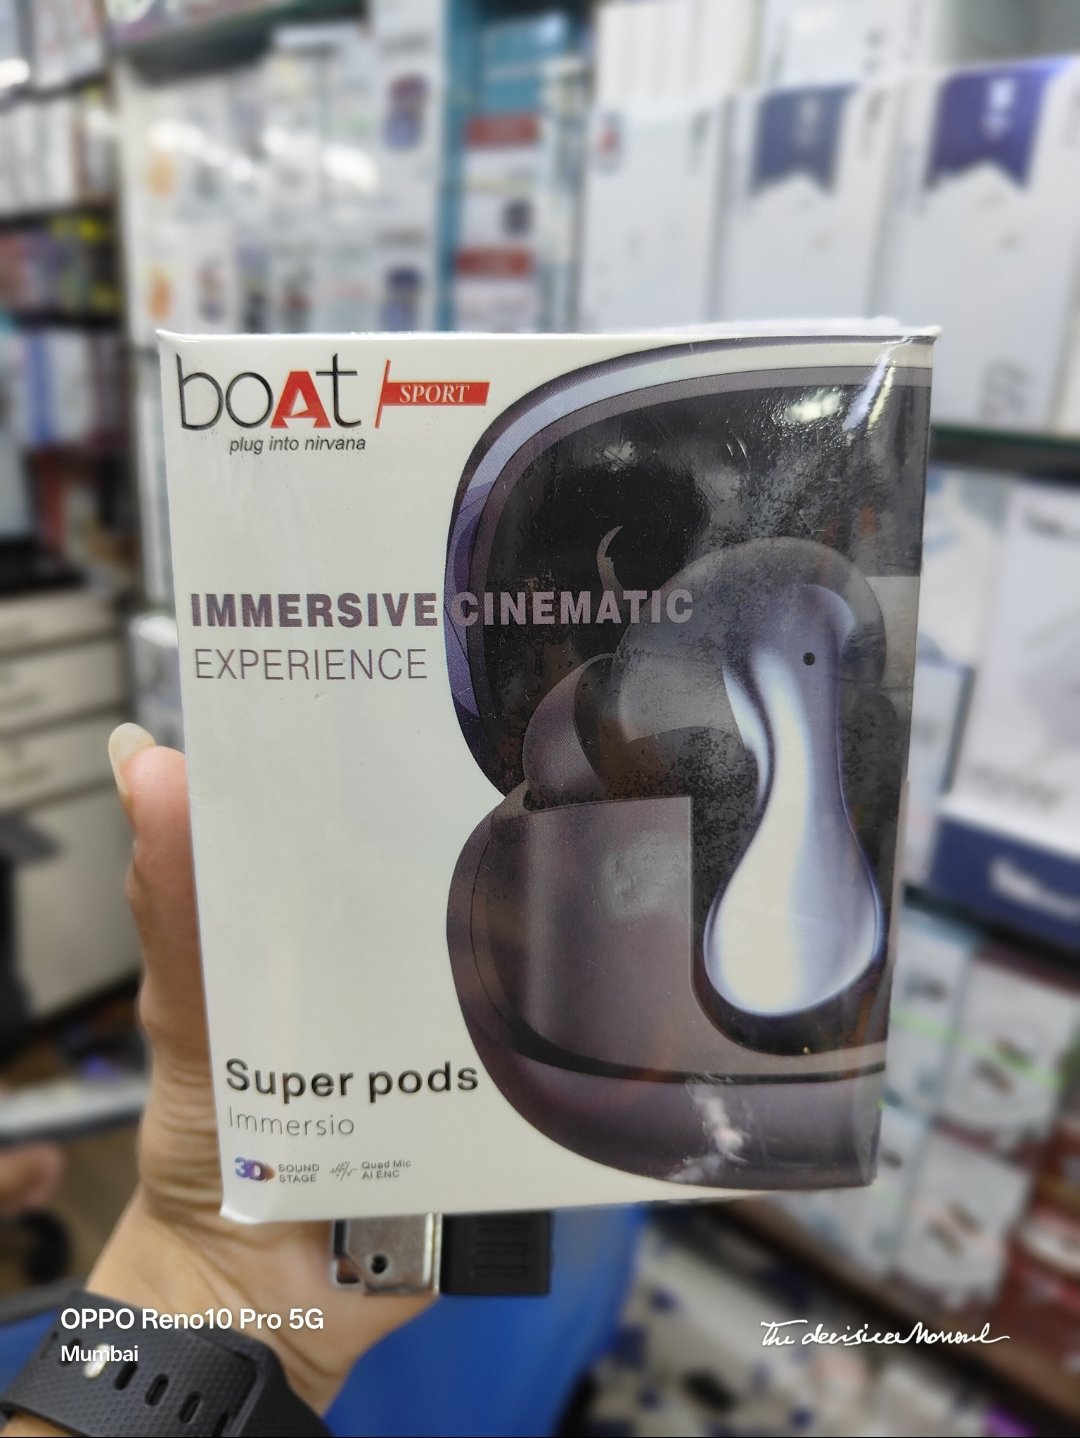 boAt SPORT
plug into nirvana
IMMERSIVE CINEMATIC
EXPERIENCE
Super pods
Immersio
3D SOUND STAGE
Quad Mic AI ENC
OPPO Reno10 Pro 5G
Mumbai